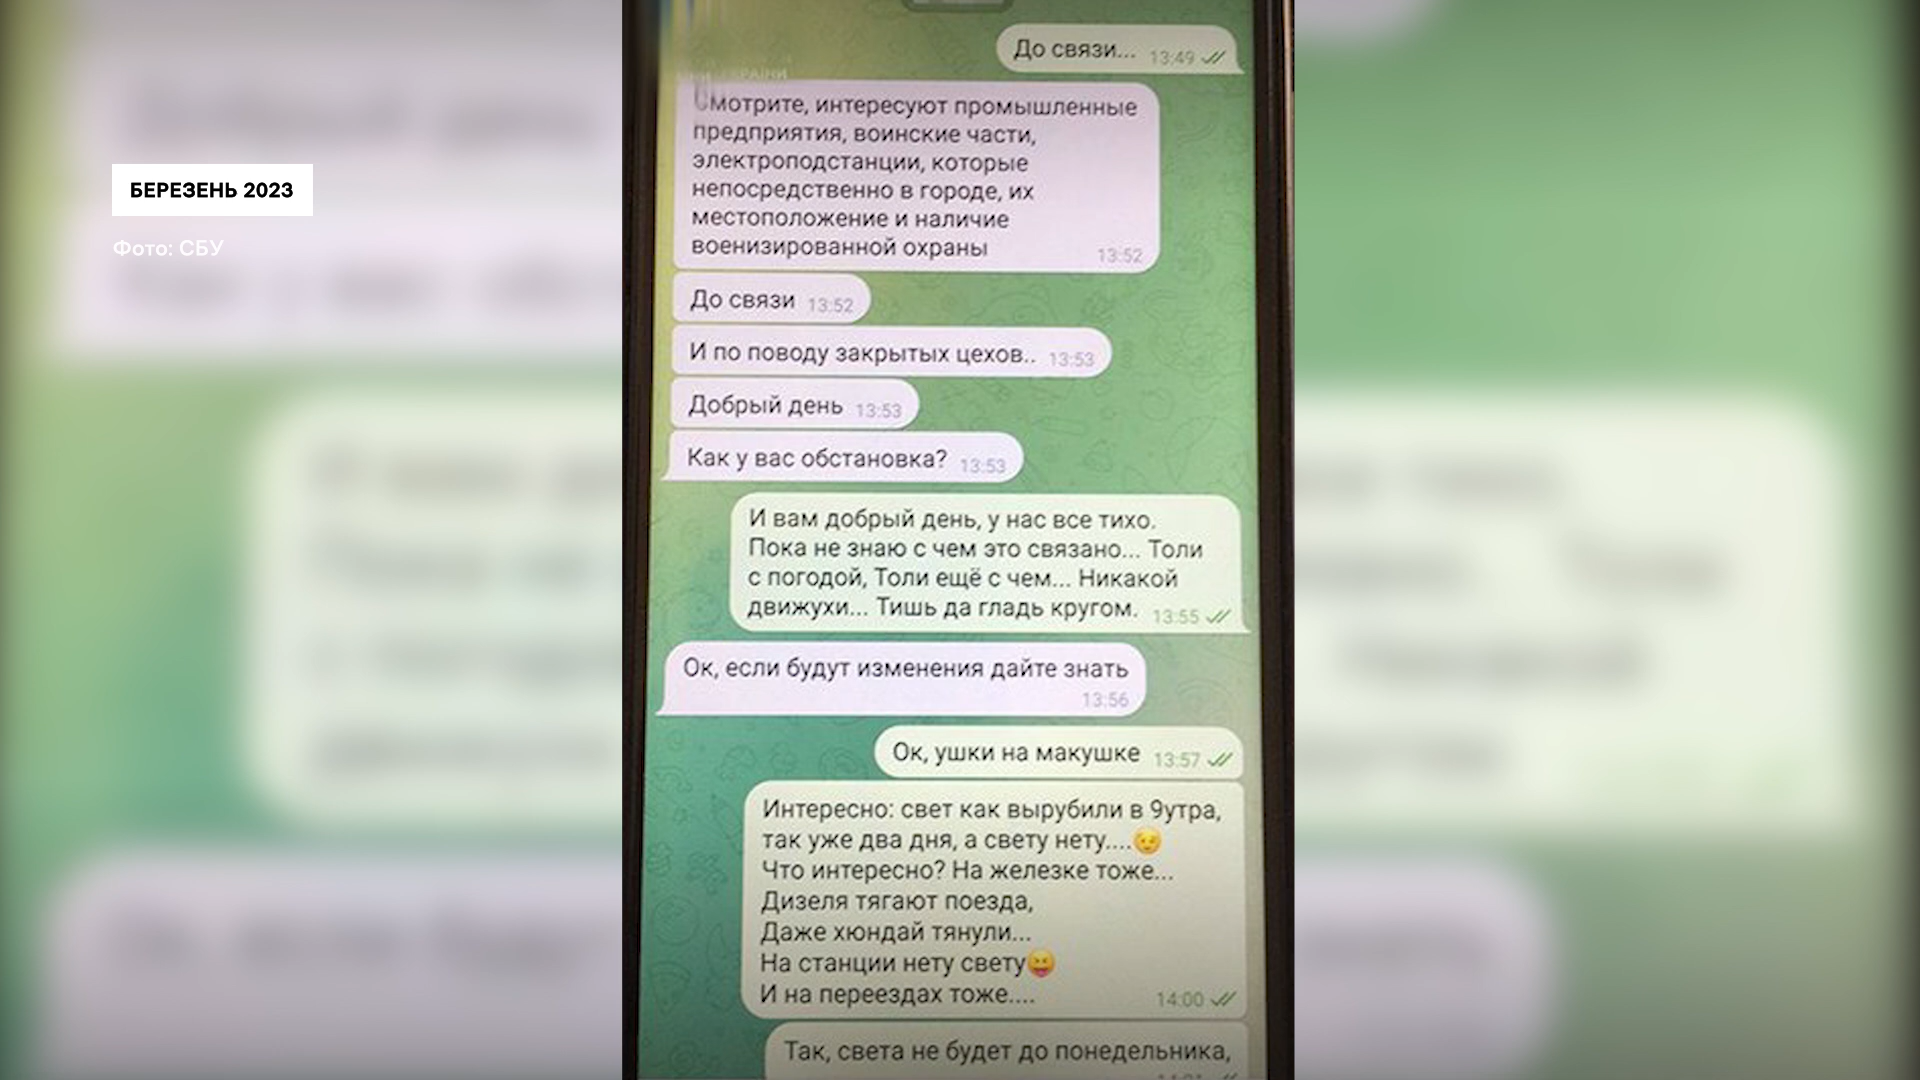 БЕРЕЗЕНЬ 2023
Фото: СБУ
До связи... 13:49
Смотрите, интересуют промышленные
предприятия, воинские части,
электроподстанции, которые
непосредственно в городе, их
местоположение и наличие
военизированной охраны 13:52
До связи 13:52
И по поводу закрытых цехов.. 13:53
Добрый день 13:53
Как у вас обстановка? 13:53
И вам добрый день, у нас все тихо.
Пока не знаю с чем это связано... Толи
с погодой, Толи ещё с чем... Никакой
движухи... Тишь да гладь кругом. 13:55
Ок, если будут изменения дайте знать
13:56
Ок, ушки на макушке 13:57
Интересно: свет как вырубили в 9утра,
так уже два дня, а свету нету....😉
Что интересно? На железке тоже...
Дизеля тягают поезда,
Даже хюндай тянули...
На станции нету свету😝
И на переездах тоже.... 14:00
Так, света не будет до понедельника,